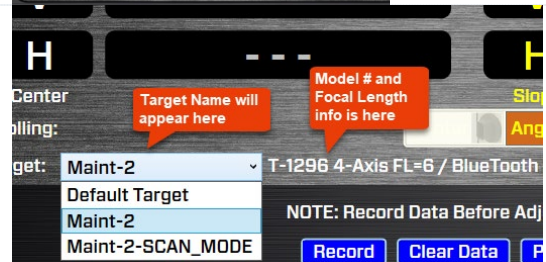 H
- - -
H
Center
Target Name will
appear here
Model # and
Focal Length
info is here
Slop
olling:
Ang
get:
Maint-2
T-1296 4-Axis FL=6 / BlueTooth
Default Target
Maint-2
NOTE: Record Data Before Adj
Maint-2-SCAN_MODE
Record
Clear Data
P